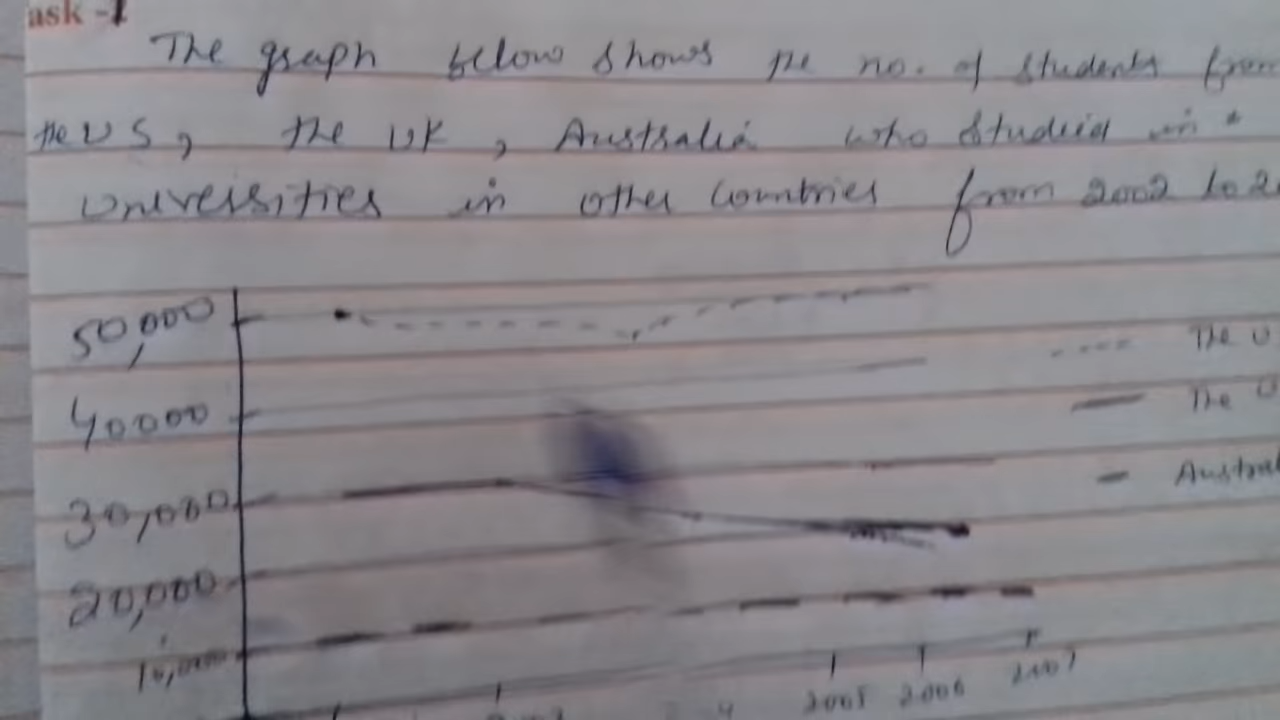 ask -1
The graph below shows the no. of students from
the US, the UK, Australia who studied in
Universities in other Countries from 2002 to 2
50,000
The U
40000
The U
Austral
30,000
20,000
10,000
2005 2006 2007